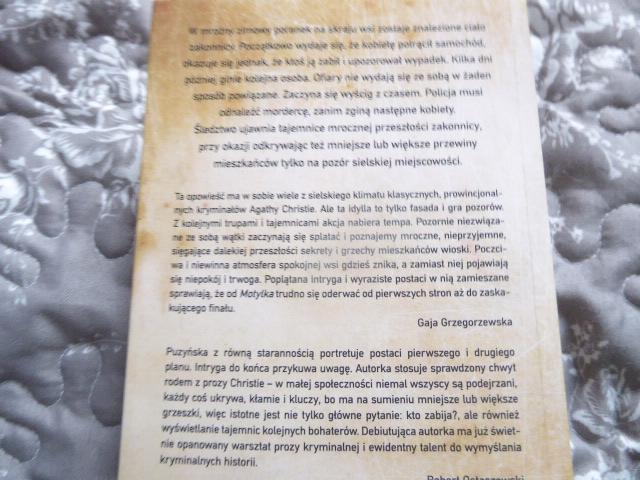 W mroźny zimowy poranek na skraju wsi zostaje znalezione ciało
zakonnicy. Początkowo wydaje się, że kobietę potrącił samochód,
okazuje się jednak, że ktoś ją zabił i upozorował wypadek. Kilka dni
później ginie kolejna osoba. Ofiary nie wydają się ze sobą w żaden
sposób powiązane. Zaczyna się wyścig z czasem. Policja musi
odnaleźć mordercę, zanim zginą następne kobiety.
Śledztwo ujawnia tajemnice mrocznej przeszłości zakonnicy,
przy okazji odkrywając też mniejsze lub większe przewiny
mieszkańców tylko na pozór sielskiej miejscowości.
Ta opowieść ma w sobie wiele z sielskiego klimatu klasycznych, prowincjonal-
nych kryminałów Agathy Christie. Ale ta idylla to tylko fasada i gra pozorów.
Z kolejnymi trupami i tajemnicami akcja nabiera tempa. Pozornie niezwiąza-
ne ze sobą wątki zaczynają się splatać i poznajemy mroczne, nieprzyjemne,
sięgające dalekiej przeszłości sekrety i grzechy mieszkańców wioski. Poczci-
wa i niewinna atmosfera spokojnej wsi gdzieś znika, a zamiast niej pojawiają
się niepokój i trwoga. Poplątana intryga i wyraziste postaci w nią zamieszane
sprawiają, że od Motylka trudno się oderwać od pierwszych stron aż do zaska-
kującego finału.
Gaja Grzegorzewska
Puzyńska z równą starannością portretuje postaci pierwszego i drugiego
planu. Intryga do końca przykuwa uwagę. Autorka stosuje sprawdzony chwyt
rodem z prozy Christie – w małej społeczności niemal wszyscy są podejrzani,
każdy coś ukrywa, kłamie i kluczy, bo ma na sumieniu mniejsze lub większe
grzeszki, więc istotne jest nie tylko główne pytanie: kto zabija?, ale również
wyświetlanie tajemnic kolejnych bohaterów. Debiutująca autorka ma już świet-
nie opanowany warsztat prozy kryminalnej i ewidentny talent do wymyślania
kryminalnych historii.
Robert Ostaszewski